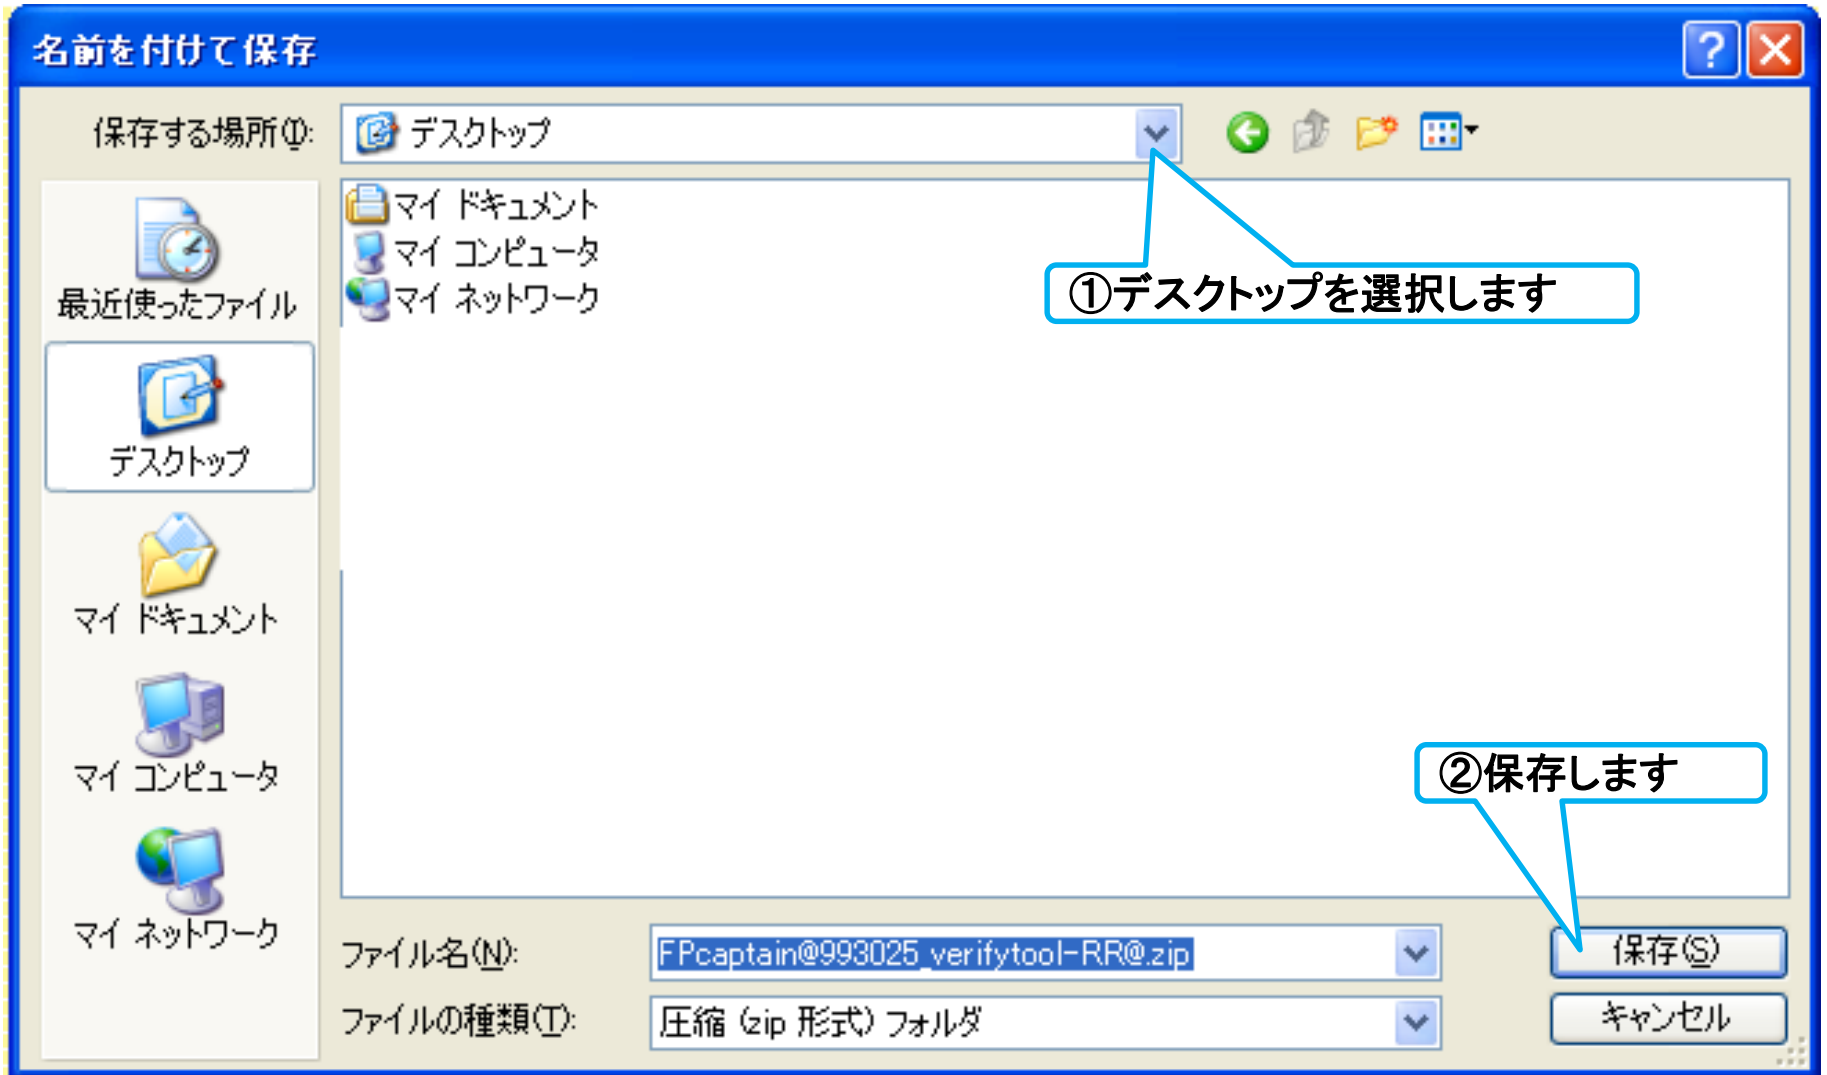 名前を付けて保存
保存する場所(I):
デスクトップ
最近使ったファイル
デスクトップ
マイ ドキュメント
マイ コンピュータ
マイ ネットワーク
マイ ドキュメント
マイ コンピュータ
マイ ネットワーク
①デスクトップを選択します
②保存します
ファイル名(N):
FPcaptain@993025_verifytool-RR@.zip
保存(S)
ファイルの種類(T):
圧縮 (zip 形式) フォルダ
キャンセル